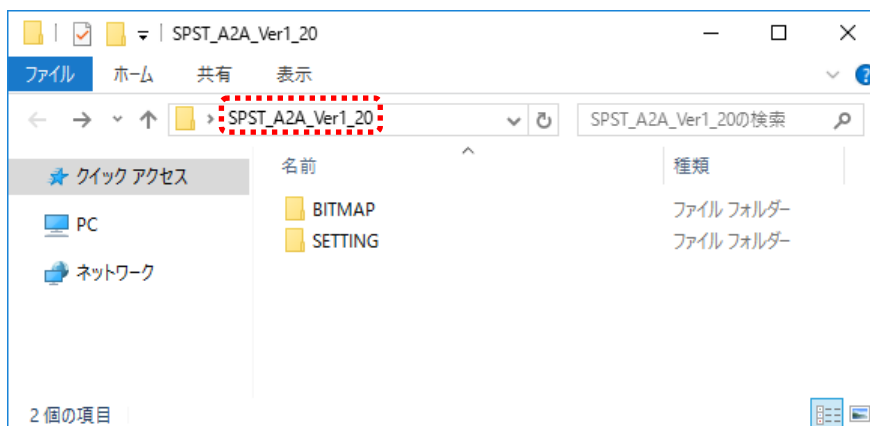 SPST_A2A_Ver1_20
ファイル ホーム 共有 表示
SPST_A2A_Ver1_20 SPST_A2A_Ver1_20の検索
クイック アクセス
PC
ネットワーク
名前 種類
BITMAP ファイル フォルダー
SETTING ファイル フォルダー
2 個の項目